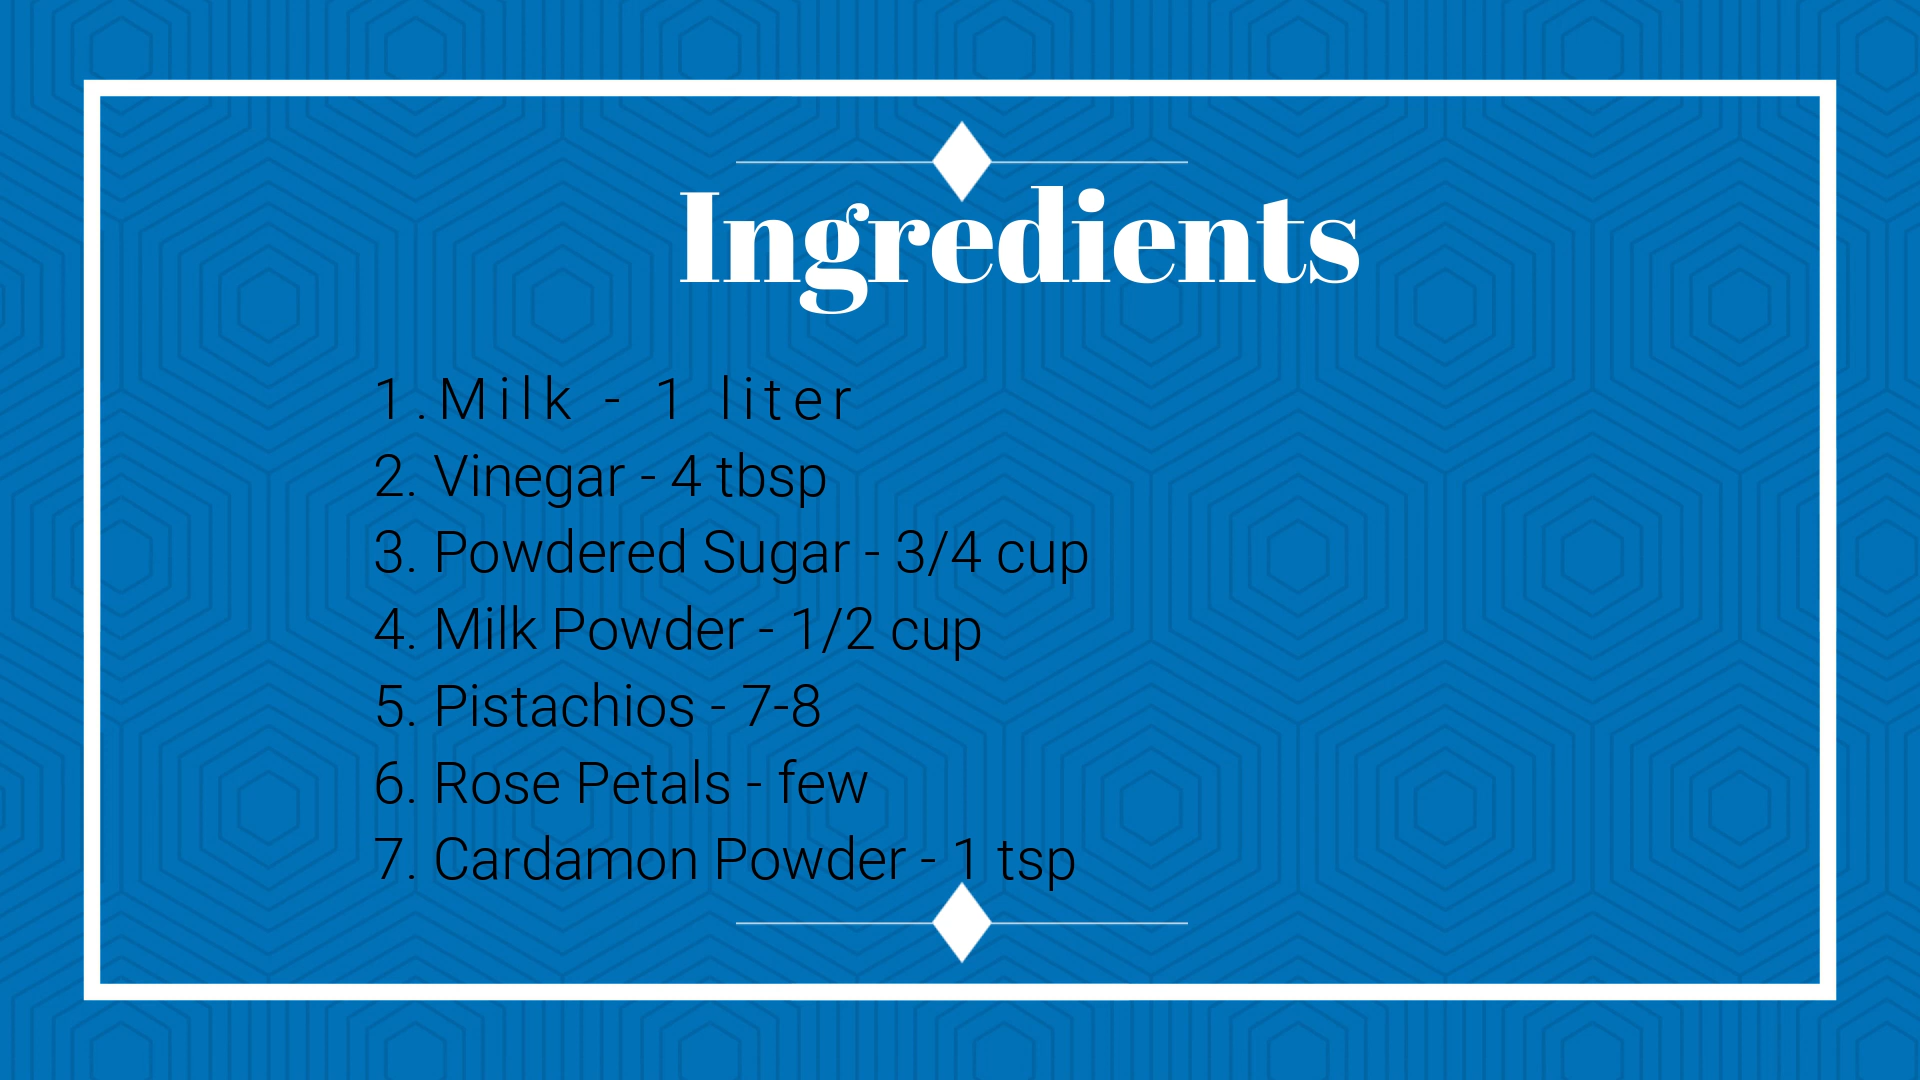 Ingredients
1. Milk - 1 liter
2. Vinegar - 4 tbsp
3. Powdered Sugar - 3/4 cup
4. Milk Powder - 1/2 cup
5. Pistachios - 7-8
6. Rose Petals - few
7. Cardamon Powder - 1 tsp